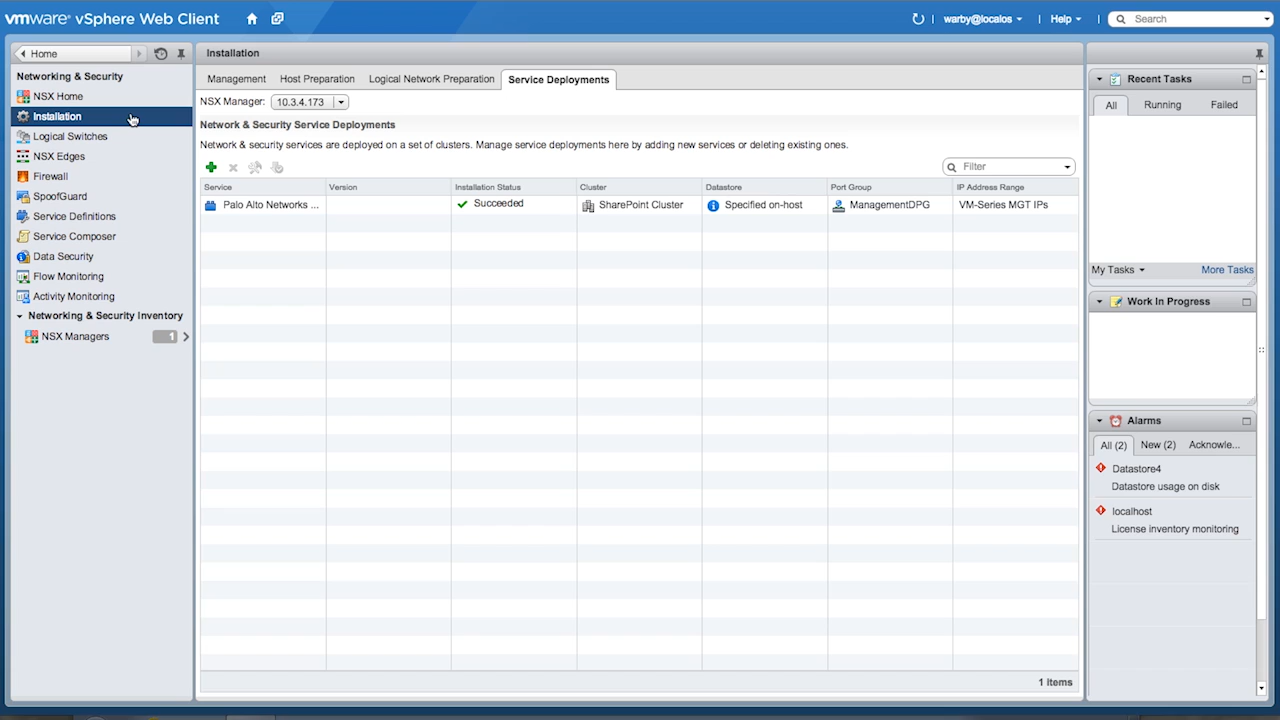 vmware® vSphere Web Client
warby@localos
Help
Search
Home
Networking & Security
NSX Home
Installation
Logical Switches
NSX Edges
Firewall
SpoofGuard
Service Definitions
Service Composer
Data Security
Flow Monitoring
Activity Monitoring
Networking & Security Inventory
NSX Managers 1
Installation
Management Host Preparation Logical Network Preparation Service Deployments
NSX Manager: 10.3.4.173
Network & Security Service Deployments
Network & security services are deployed on a set of clusters. Manage service deployments here by adding new services or deleting existing ones.
Filter
Service Version Installation Status Cluster Datastore Port Group IP Address Range
Palo Alto Networks ... Succeeded SharePoint Cluster Specified on-host ManagementDPG VM-Series MGT IPs
1 items
Recent Tasks
All Running Failed
My Tasks More Tasks
Work In Progress
Alarms
All (2) New (2) Acknowle...
Datastore4
Datastore usage on disk
localhost
License inventory monitoring